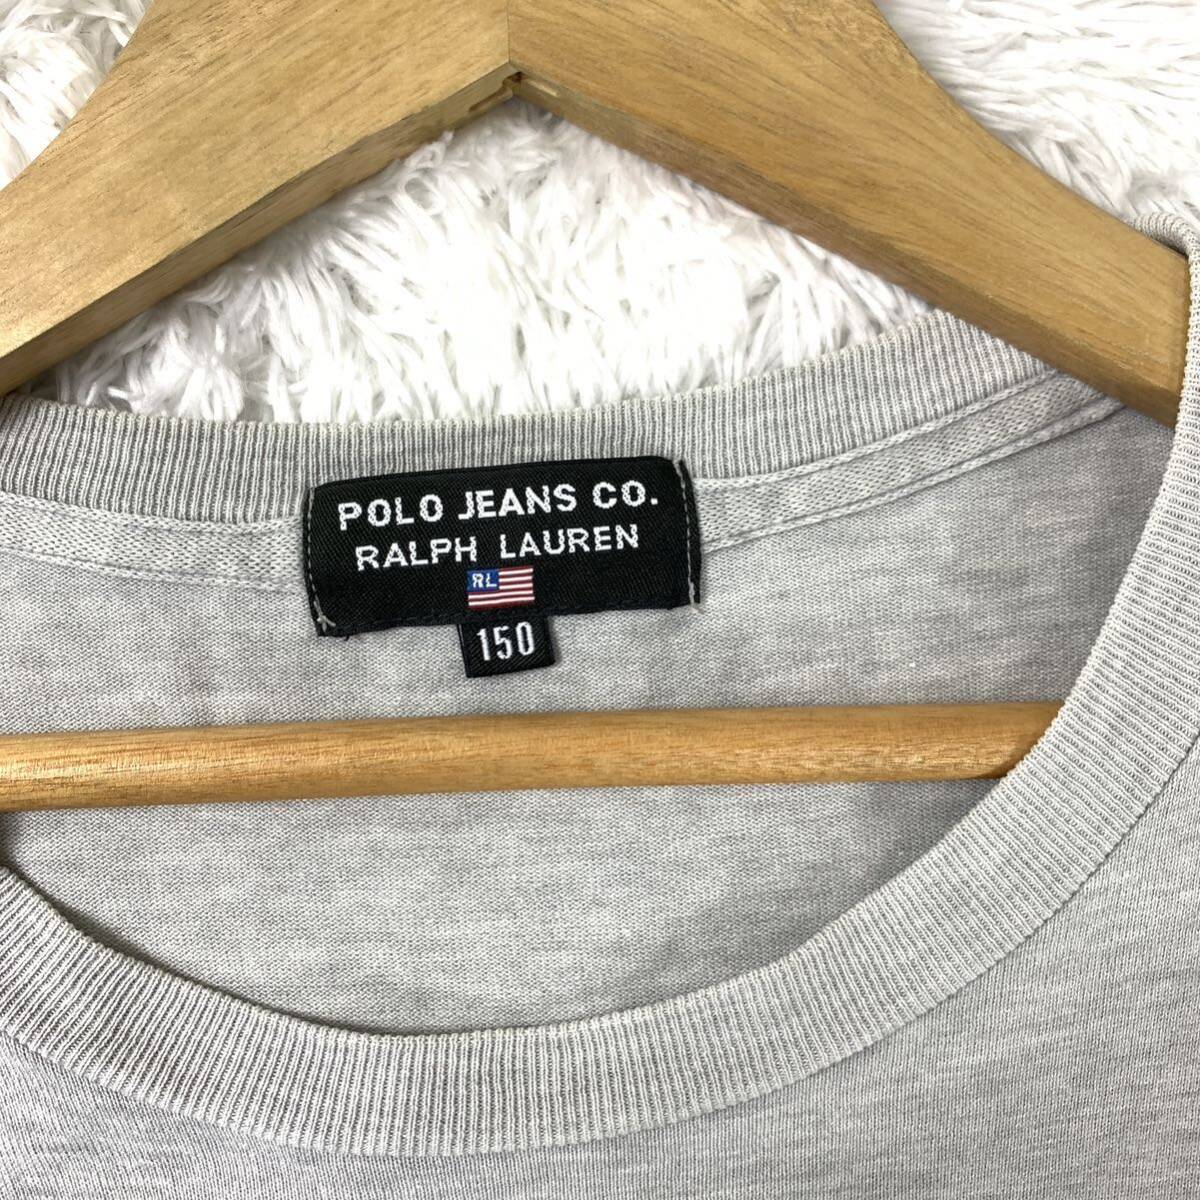 POLO JEANS CO.
RALPH LAUREN
RL
150